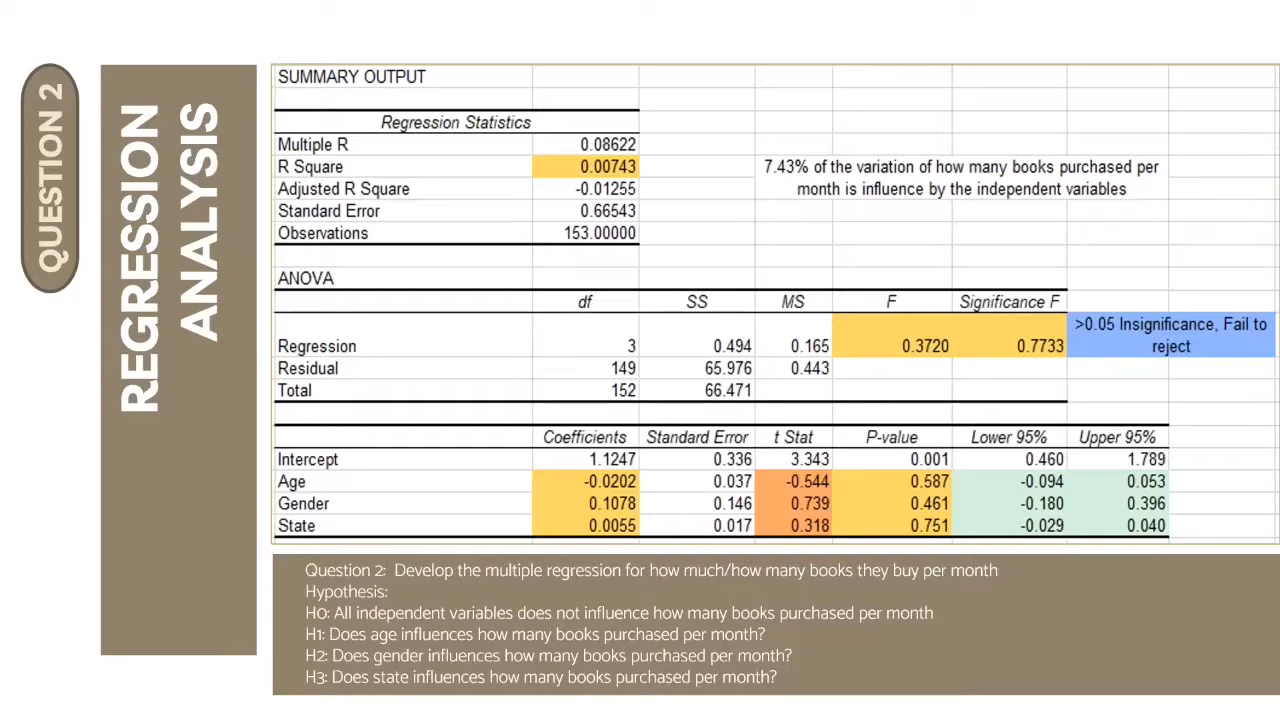 QUESTION 2
REGRESSION
ANALYSIS
SUMMARY OUTPUT
Regression Statistics
Multiple R 0.08622
R Square 0.00743
Adjusted R Square -0.01255
Standard Error 0.66543
Observations 153.00000
7.43% of the variation of how many books purchased per
month is influence by the independent variables
ANOVA
df SS MS F Significance F
Regression 3 0.494 0.165 0.3720 0.7733
>0.05 Insignificance, Fail to
reject
Residual 149 65.976 0.443
Total 152 66.471
Coefficients Standard Error t Stat P-value Lower 95% Upper 95%
Intercept 1.1247 0.336 3.343 0.001 0.460 1.789
Age -0.0202 0.037 -0.544 0.587 -0.094 0.053
Gender 0.1078 0.146 0.739 0.461 -0.180 0.396
State 0.0055 0.017 0.318 0.751 -0.029 0.040
Question 2: Develop the multiple regression for how much/how many books they buy per month
Hypothesis:
H0: All independent variables does not influence how many books purchased per month
H1: Does age influences how many books purchased per month?
H2: Does gender influences how many books purchased per month?
H3: Does state influences how many books purchased per month?